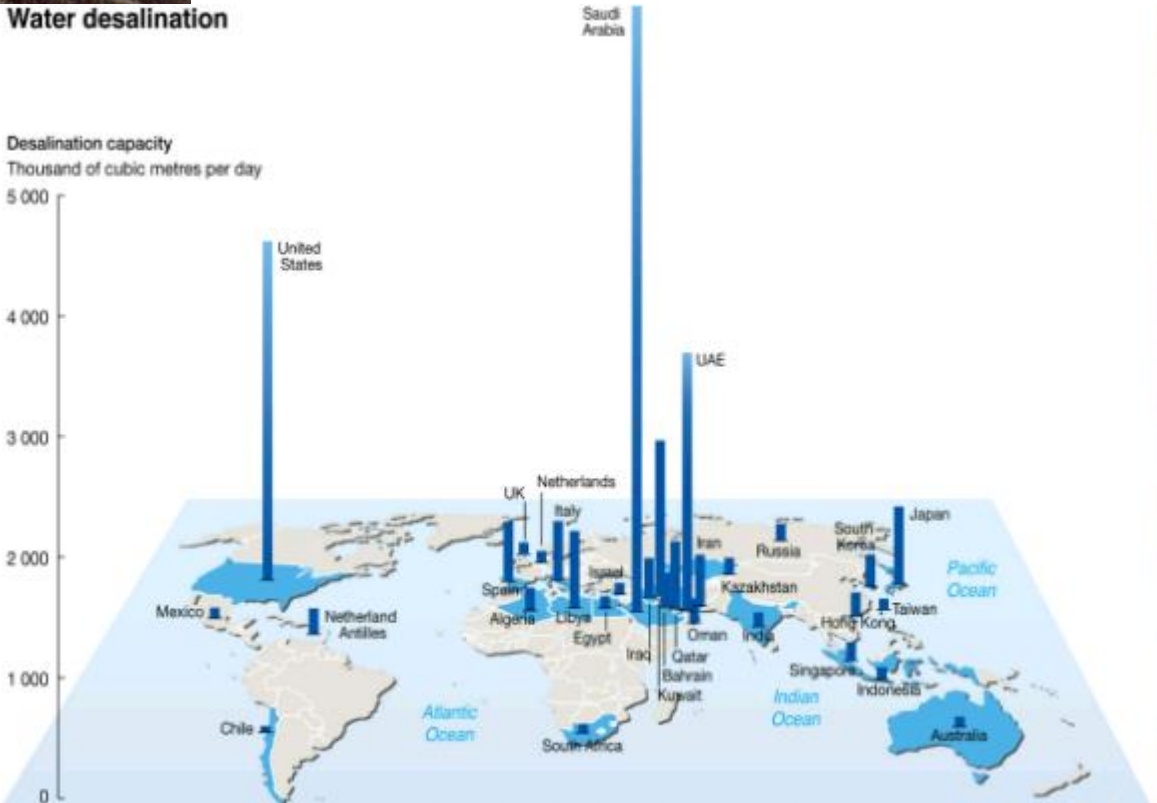 Water desalination
Saudi
Arabia
Desalination capacity
Thousand of cubic metres per day
5 000
4 000
3 000
2 000
1 000
0
United
States
UAE
UK
Netherlands
Italy
Spain
Algeria
Libya
Israel
Egypt
Iran
Kazakhstan
Russia
South
Korea
Japan
Pacific
Ocean
Taiwan
Hong Kong
Mexico
Netherland
Antilles
Oman
India
Iraq
Qatar
Bahrain
Kuwait
Singapore
Indonesia
Indian
Ocean
Atlantic
Ocean
Chile
South Africa
Australia